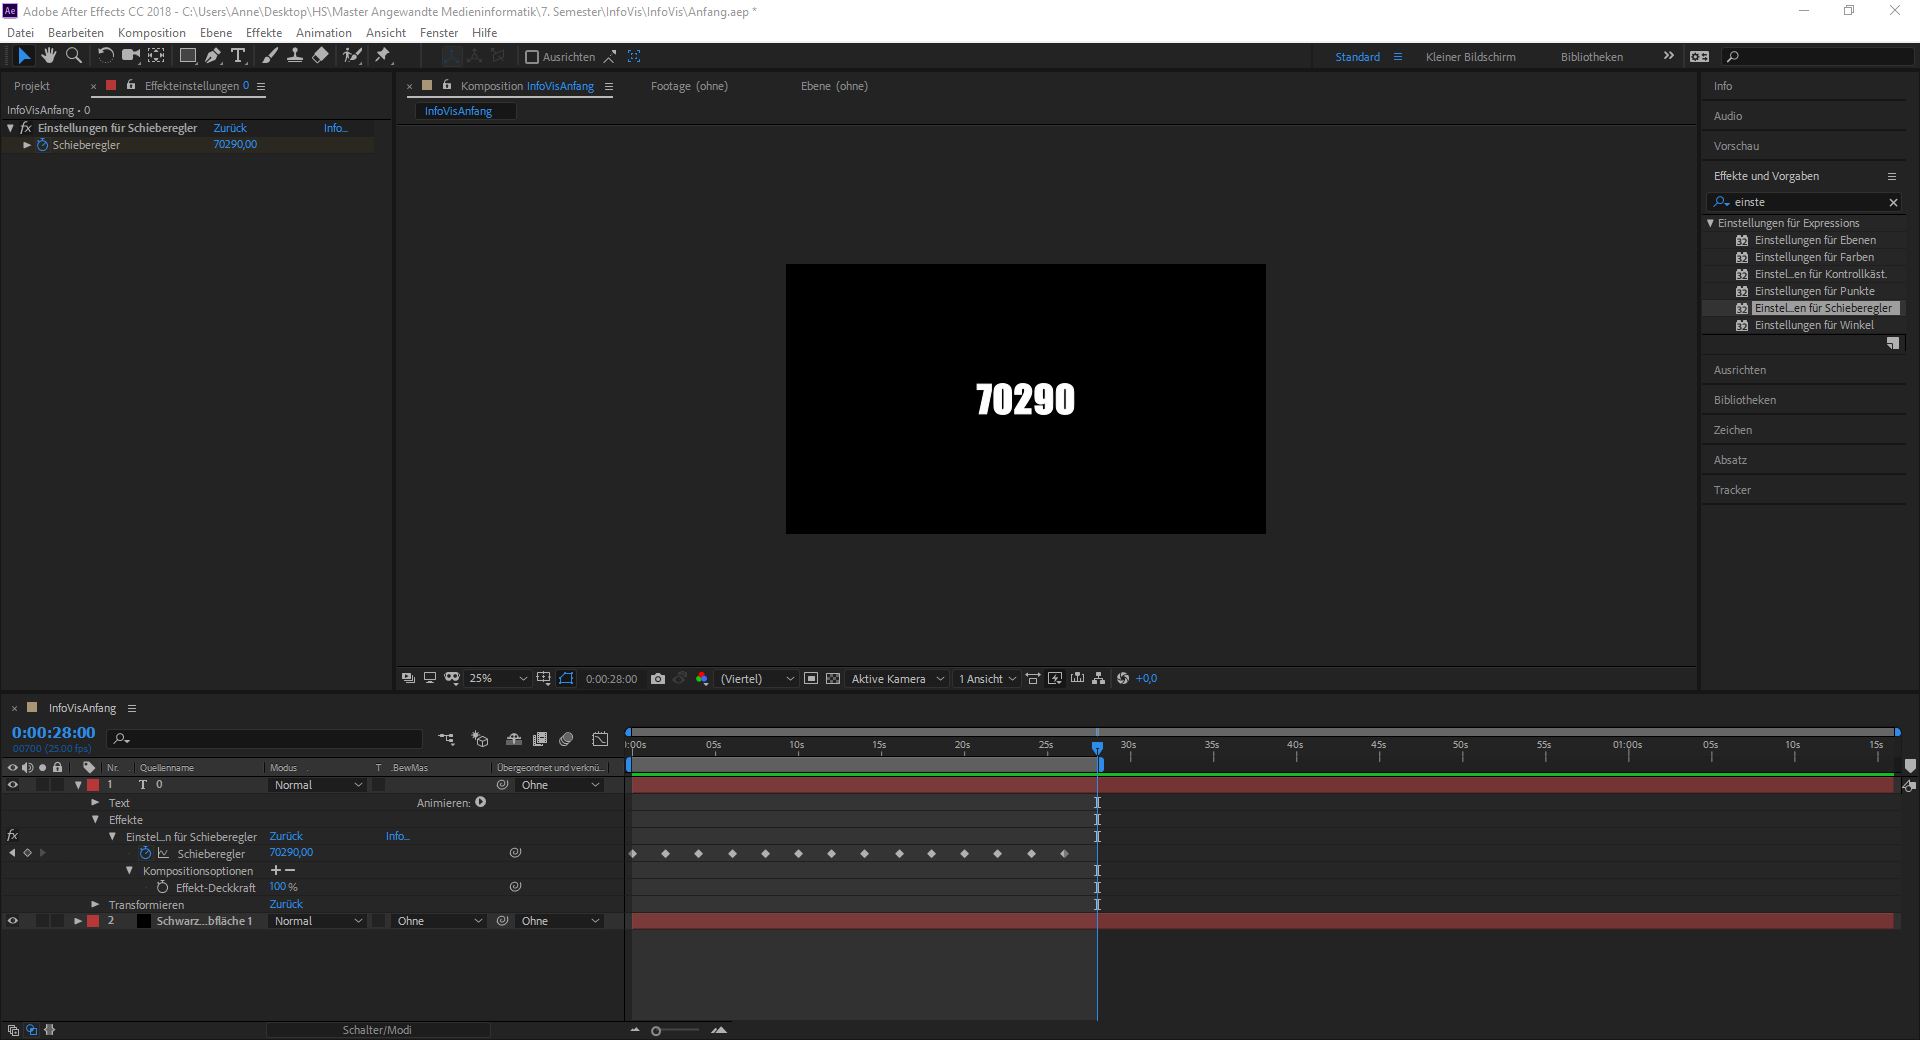 Adobe After Effects CC 2018 - C:\Users\Anne\Desktop\HS\Master Angewandte Medieninformatik\7. Semester\InfoVis\InfoVis\Anfang.aep *
Datei Bearbeiten Komposition Ebene Effekte Animation Ansicht Fenster Hilfe
Ausrichten Standard Kleiner Bildschirm Bibliotheken
Projekt Effekteinstellungen 0
InfoVisAnfang • 0
fx Einstellungen für Schieberegler Zurück Info...
Schieberegler 70290,00
Komposition InfoVisAnfang Footage (ohne) Ebene (ohne)
InfoVisAnfang
70290
25% 0:00:28:00 (Viertel) Aktive Kamera 1 Ansicht +0,0
Info
Audio
Vorschau
Effekte und Vorgaben
einste
Einstellungen für Expressions
Einstellungen für Ebenen
Einstellungen für Farben
Einstel...en für Kontrollkäst.
Einstellungen für Punkte
Einstel...en für Schieberegler
Einstellungen für Winkel
Ausrichten
Bibliotheken
Zeichen
Absatz
Tracker
InfoVisAnfang
0:00:28:00
00700 (25.00 fps)
:00s 05s 10s 15s 20s 25s 30s 35s 40s 45s 50s 55s 01:00s 05s 10s 15s
Nr. Quellenname Modus T .BewMas Übergeordnet und verknü...
1 T 0 Normal Ohne
Text Animieren:
Effekte
fx Einstel...n für Schieberegler Zurück Info...
Schieberegler 70290,00
Kompositionsoptionen + −
Effekt-Deckkraft 100 %
Transformieren Zurück
2 Schwarz...bfläche 1 Normal Ohne Ohne
Schalter/Modi